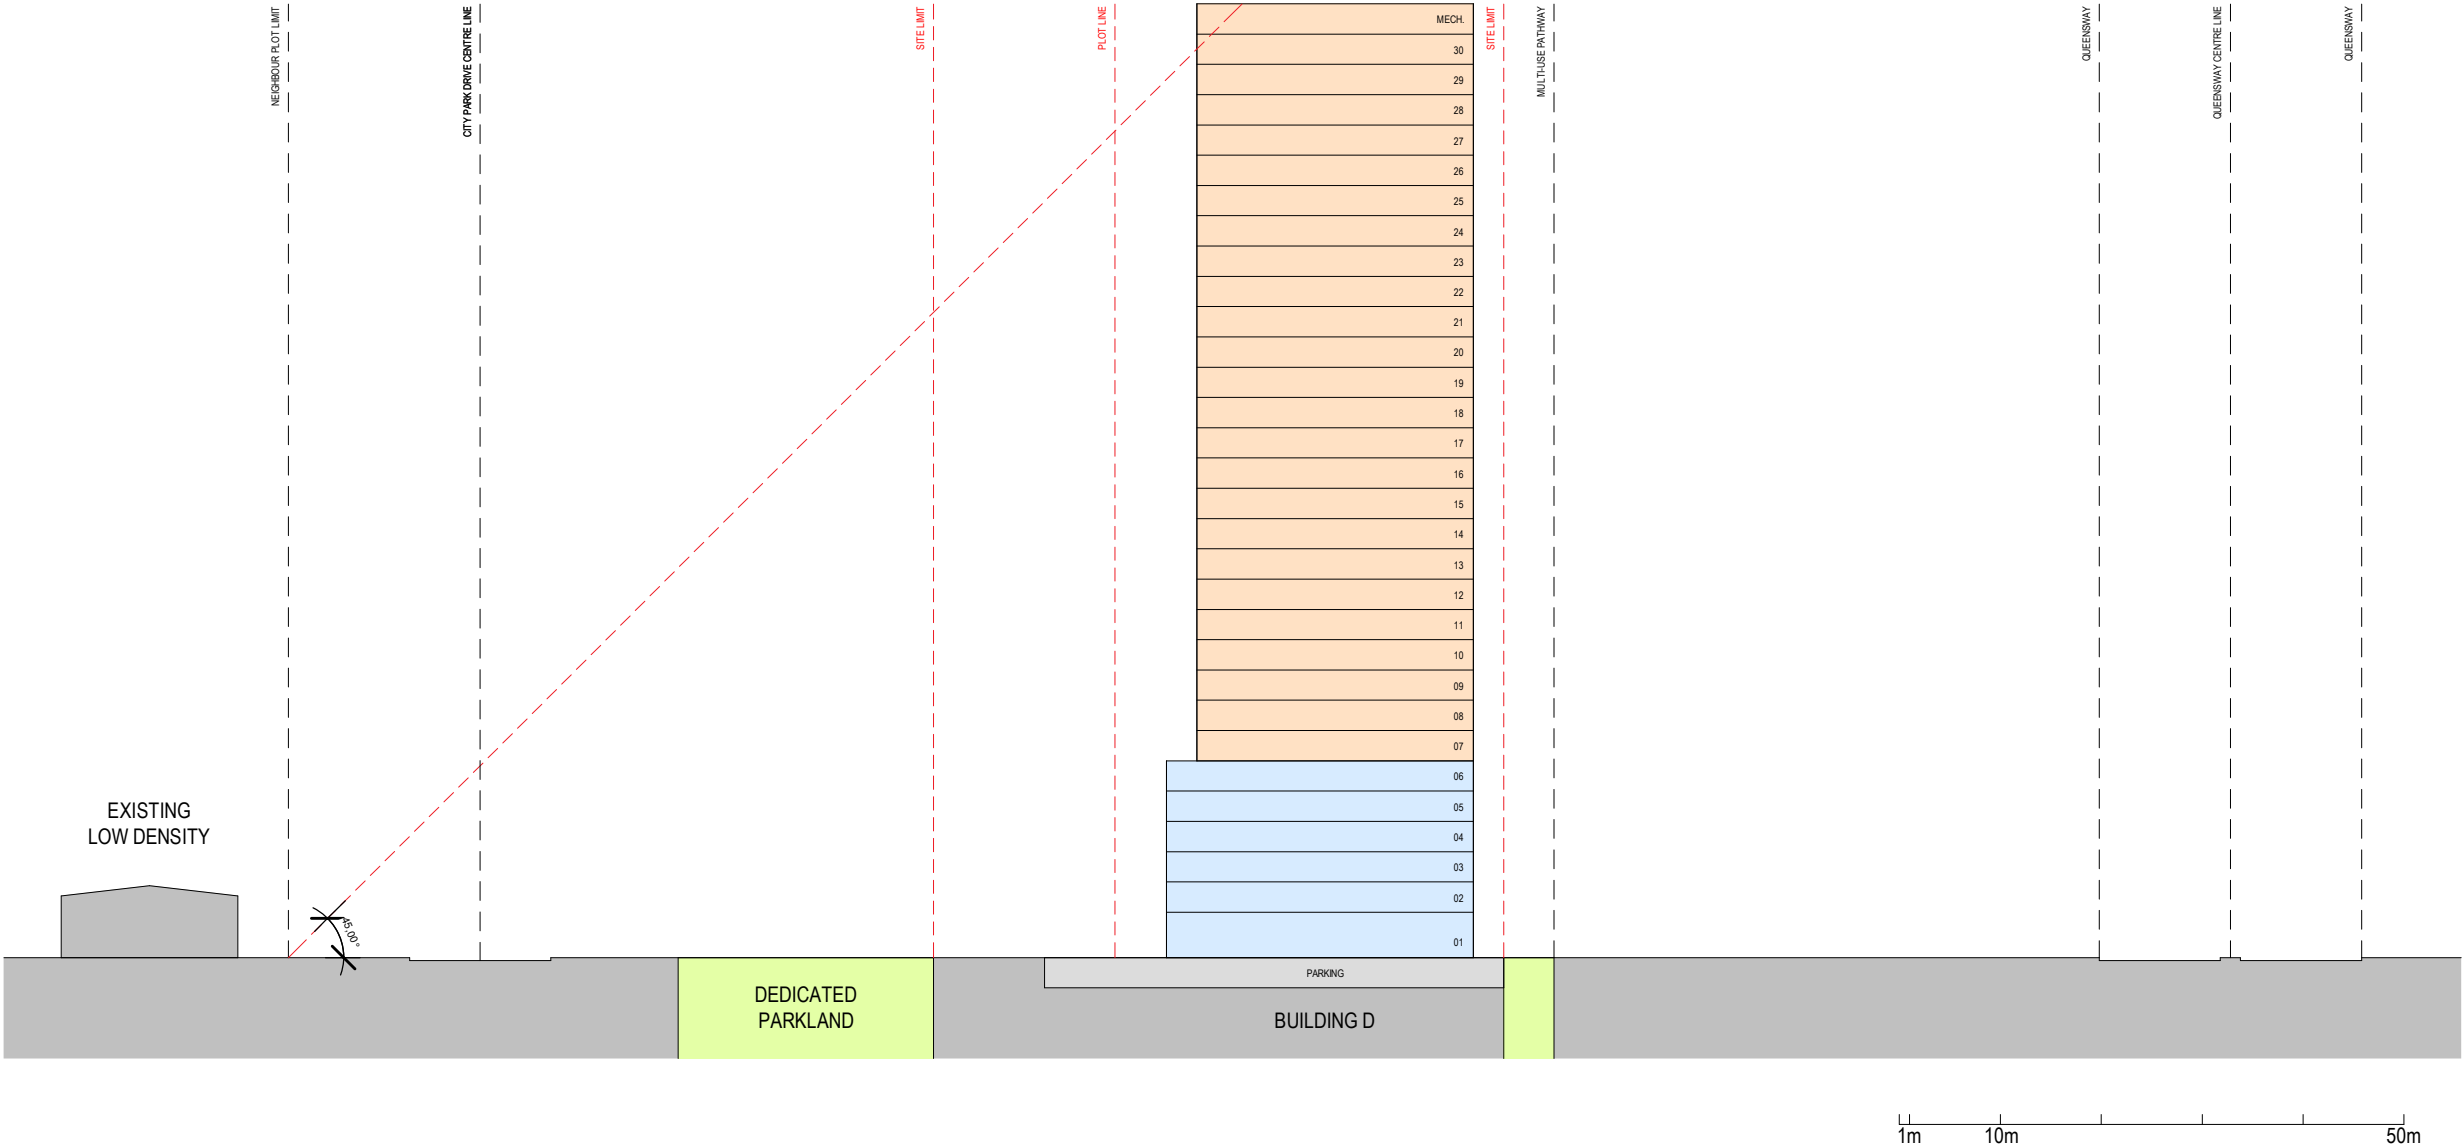 NEIGHBOUR PLOT LIMIT
CITY PARK DRIVE CENTRE LINE
SITE LIMIT
PLOT LINE
SITE LIMIT
MULTI-USE PATHWAY
QUEENSWAY
QUEENSWAY CENTRE LINE
QUEENSWAY
MECH.
30
29
28
27
26
25
24
23
22
21
20
19
18
17
16
15
14
13
12
11
10
09
08
07
06
05
04
03
02
01
EXISTING
LOW DENSITY
45,00°
PARKING
DEDICATED
PARKLAND
BUILDING D
1m 10m 50m